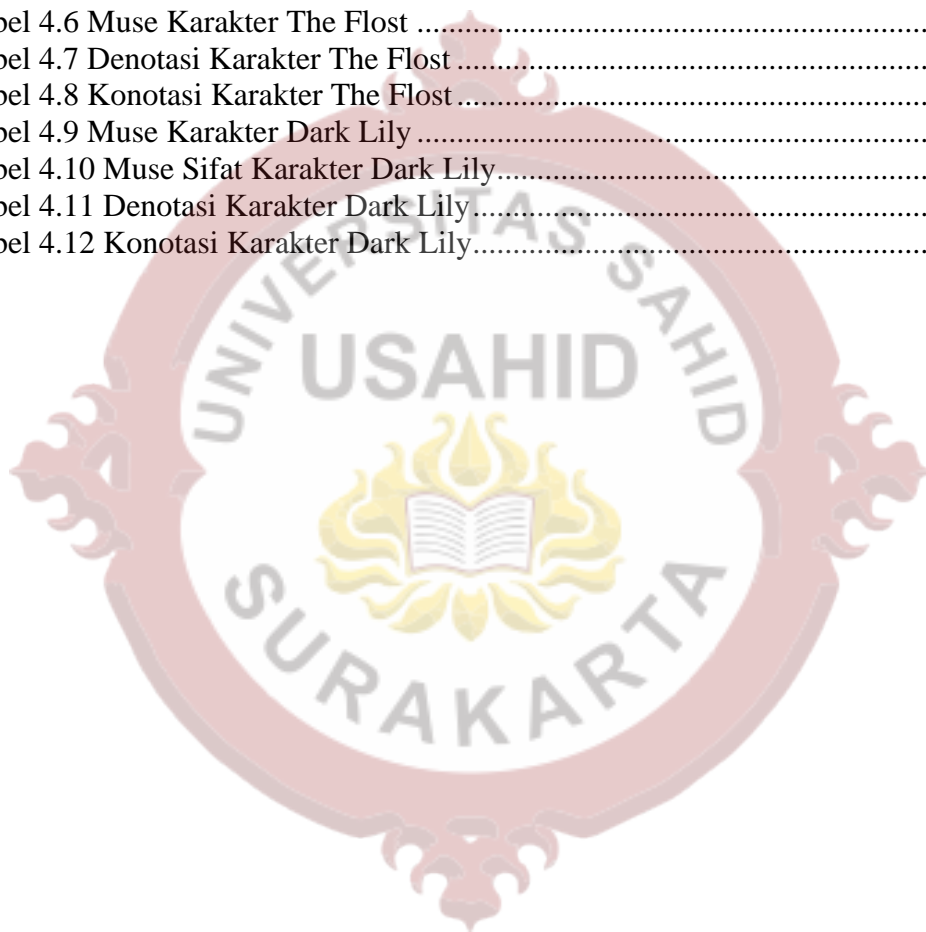 bel 4.6 Muse Karakter The Flost ...............................................................
bel 4.7 Denotasi Karakter The Flost ..........................................................
bel 4.8 Konotasi Karakter The Flost ..........................................................
bel 4.9 Muse Karakter Dark Lily ...............................................................
bel 4.10 Muse Sifat Karakter Dark Lily.....................................................
bel 4.11 Denotasi Karakter Dark Lily........................................................
bel 4.12 Konotasi Karakter Dark Lily........................................................
UNIVERSITAS SAHID
USAHID
SURAKARTA